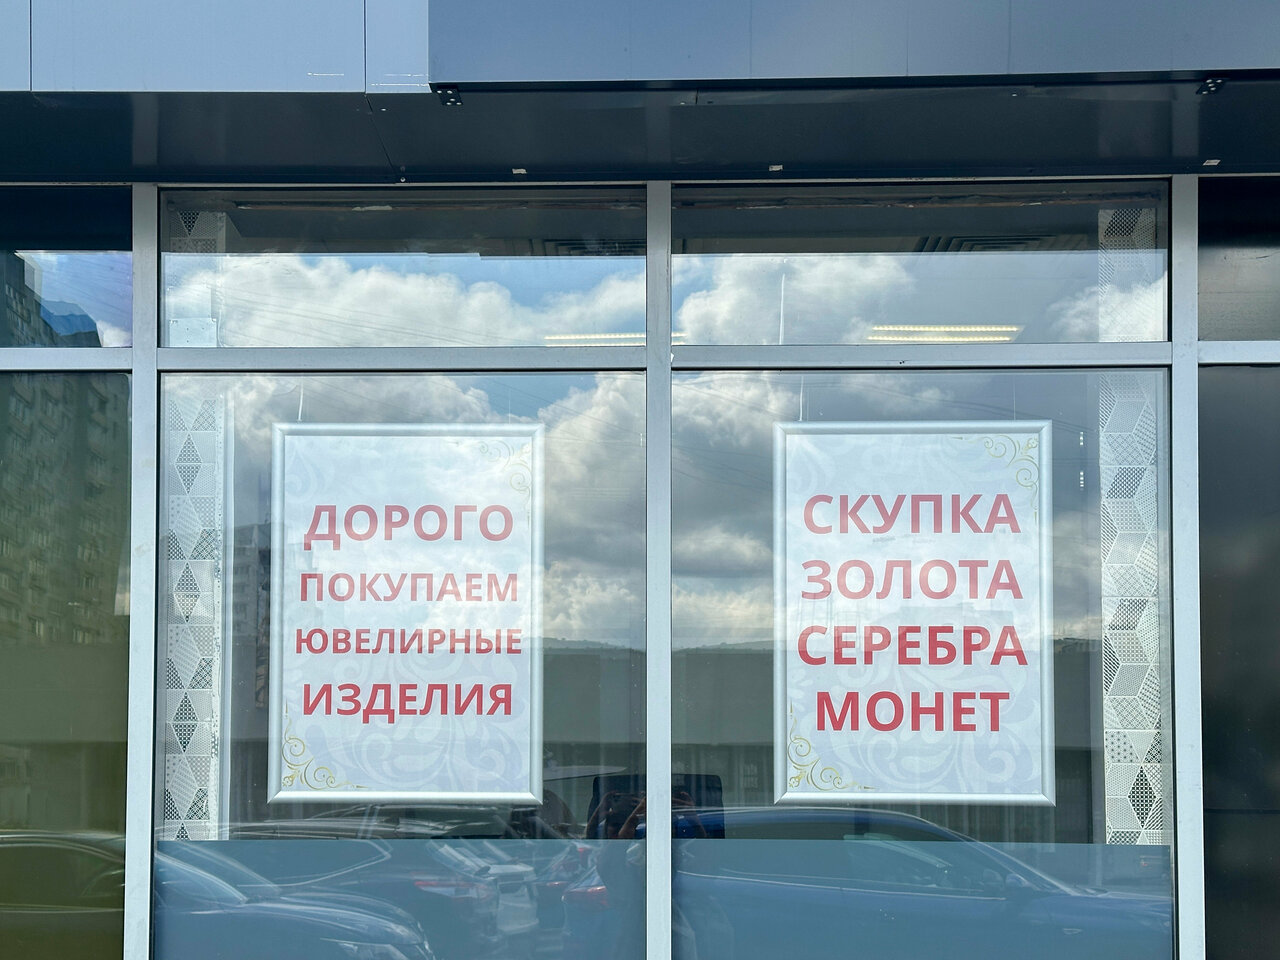 ДОРОГО
ПОКУПАЕМ
ЮВЕЛИРНЫЕ
ИЗДЕЛИЯ
СКУПКА
ЗОЛОТА
СЕРЕБРА
МОНЕТ